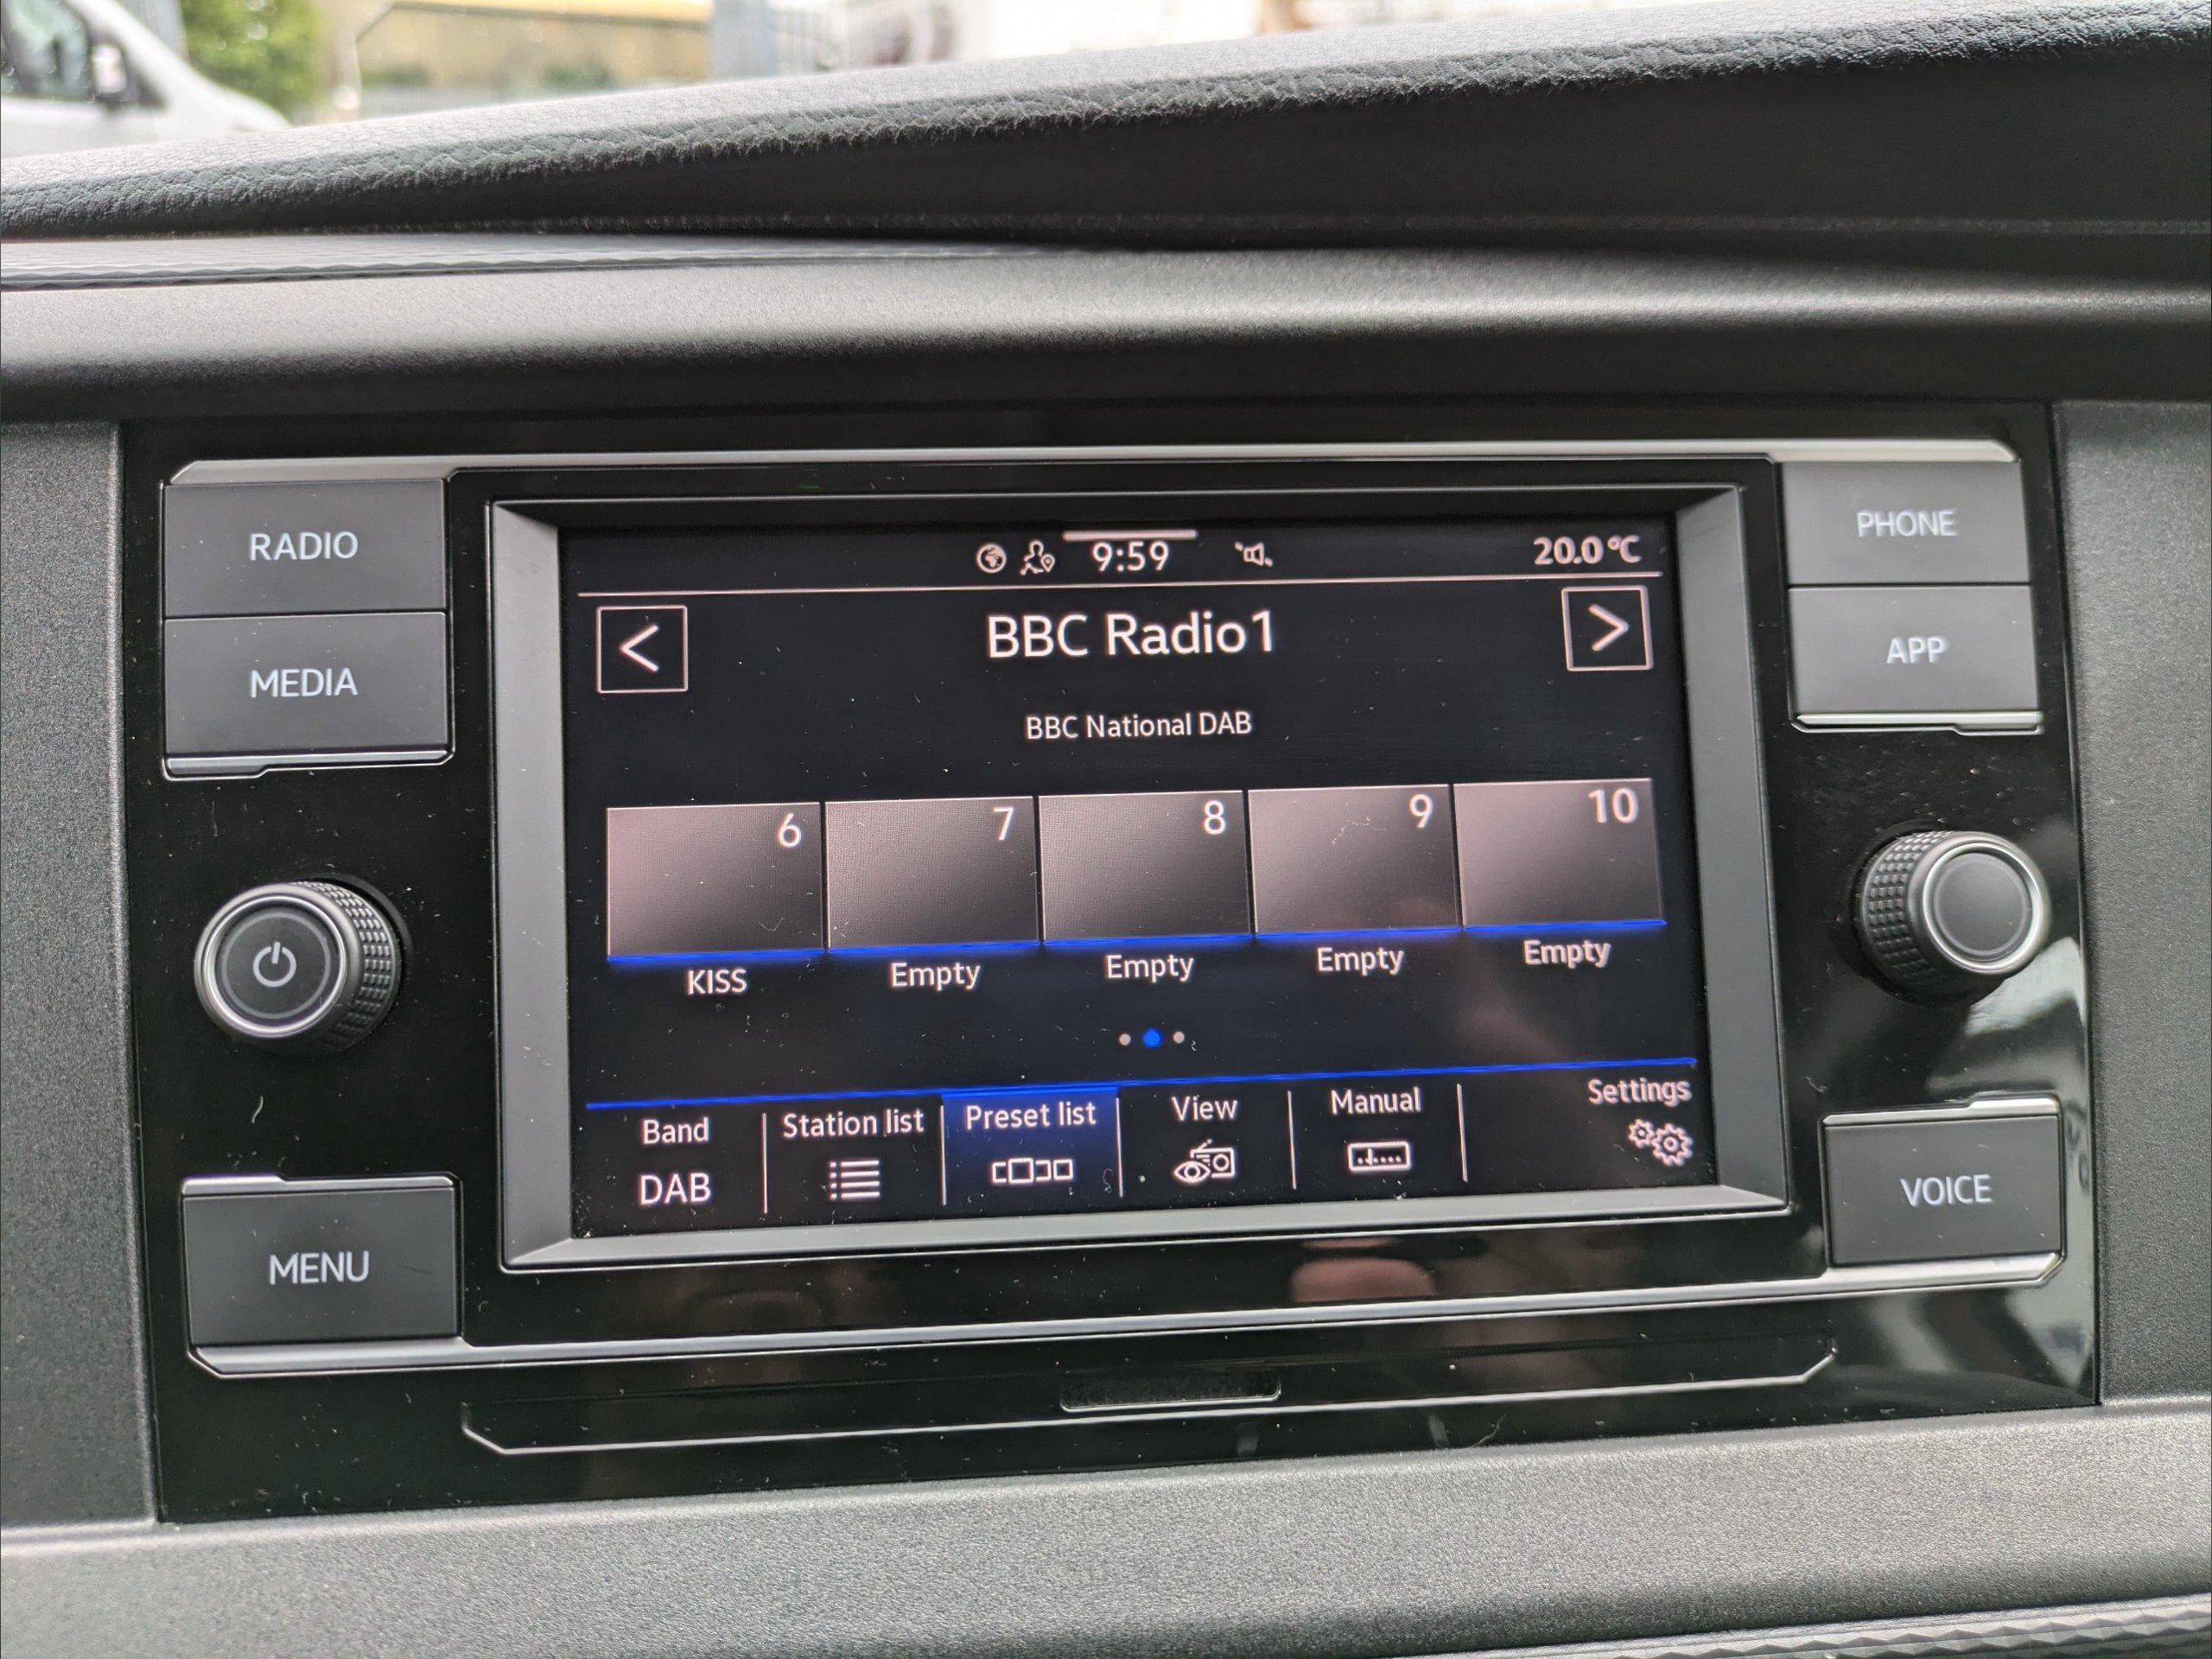 RADIO
MEDIA
MENU
9:59
20.0°C
<
BBC Radio1
>
BBC National DAB
6
7
8
9
10
KISS
Empty
Empty
Empty
Empty
Band
DAB
Station list
Preset list
View
Manual
Settings
PHONE
APP
VOICE